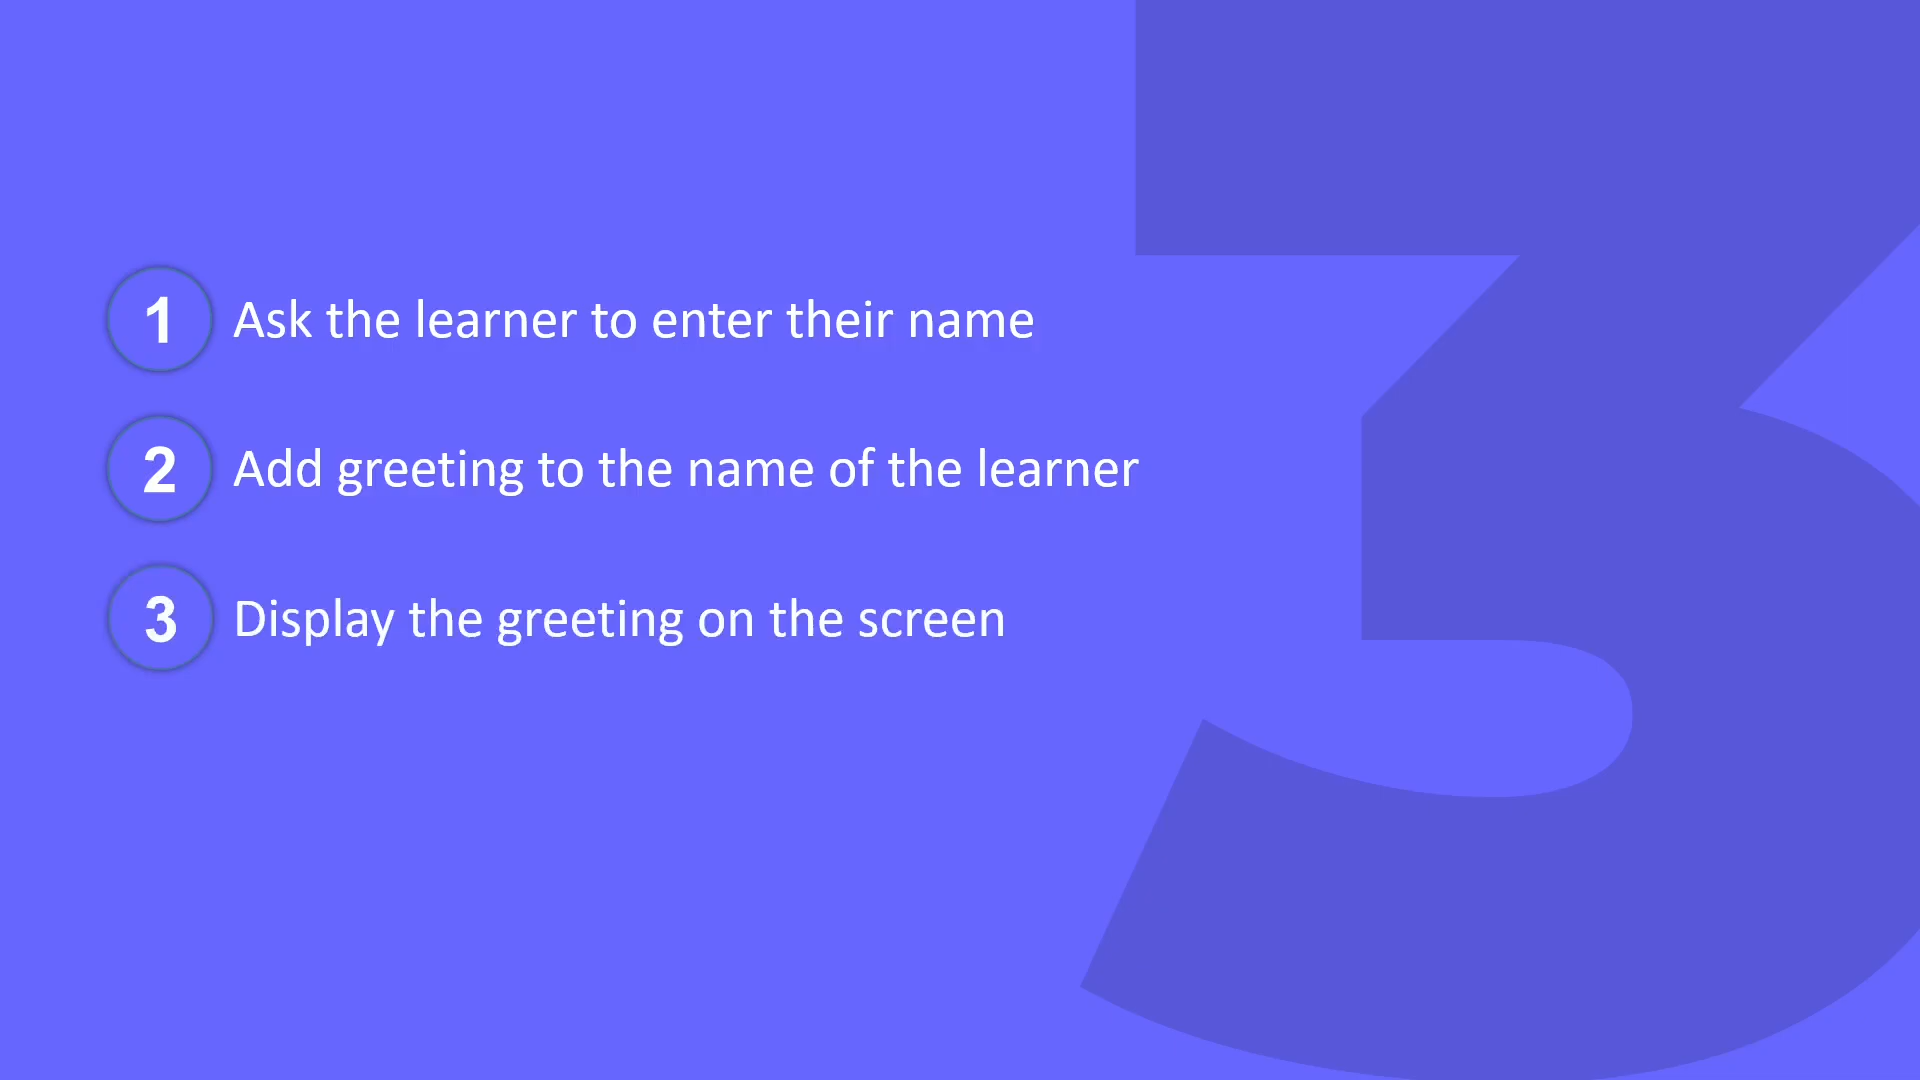 3
1 Ask the learner to enter their name
2 Add greeting to the name of the learner
3 Display the greeting on the screen